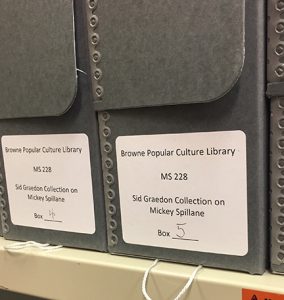 Browne Popular Culture Library
MS 228
Sid Graedon Collection on
Mickey Spillane
Box 4
Browne Popular Culture Library
MS 228
Sid Graedon Collection on
Mickey Spillane
Box 5